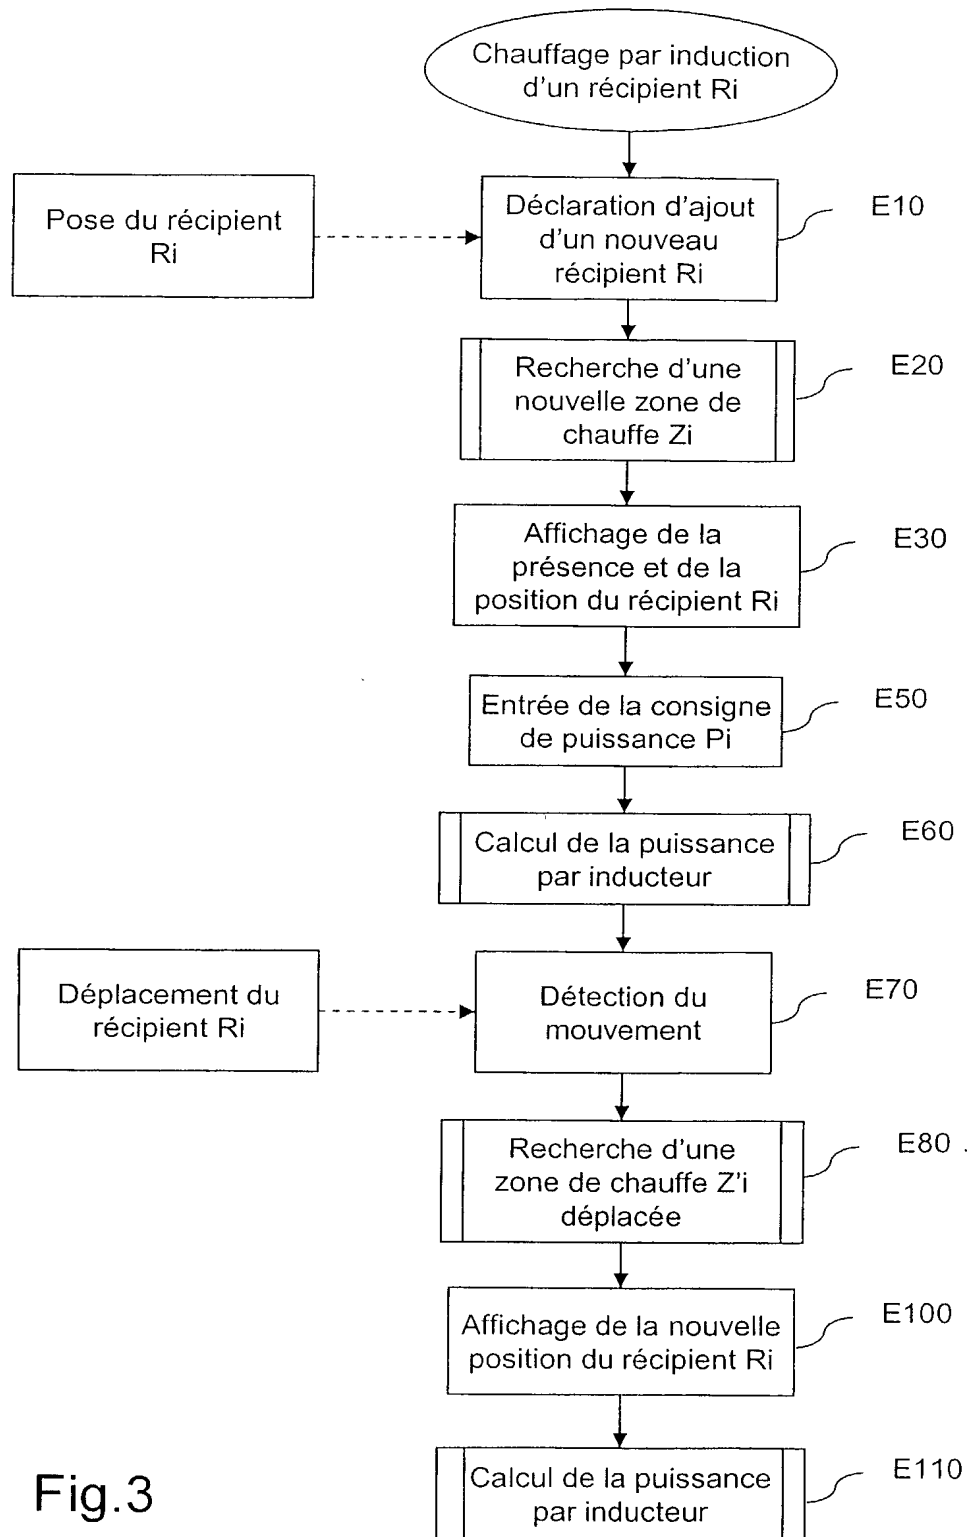 Chauffage par induction
d'un récipient Ri
Pose du récipient
Ri
Déclaration d'ajout
d'un nouveau
récipient Ri
E10
Recherche d'une
nouvelle zone de
chauffe Zi
E20
Affichage de la
présence et de la
position du récipient Ri
E30
Entrée de la consigne
de puissance Pi
E50
Calcul de la puissance
par inducteur
E60
Déplacement du
récipient Ri
Détection du
mouvement
E70
Recherche d'une
zone de chauffe Z'i
déplacée
E80
Affichage de la nouvelle
position du récipient Ri
E100
Calcul de la puissance
par inducteur
E110
Fig.3